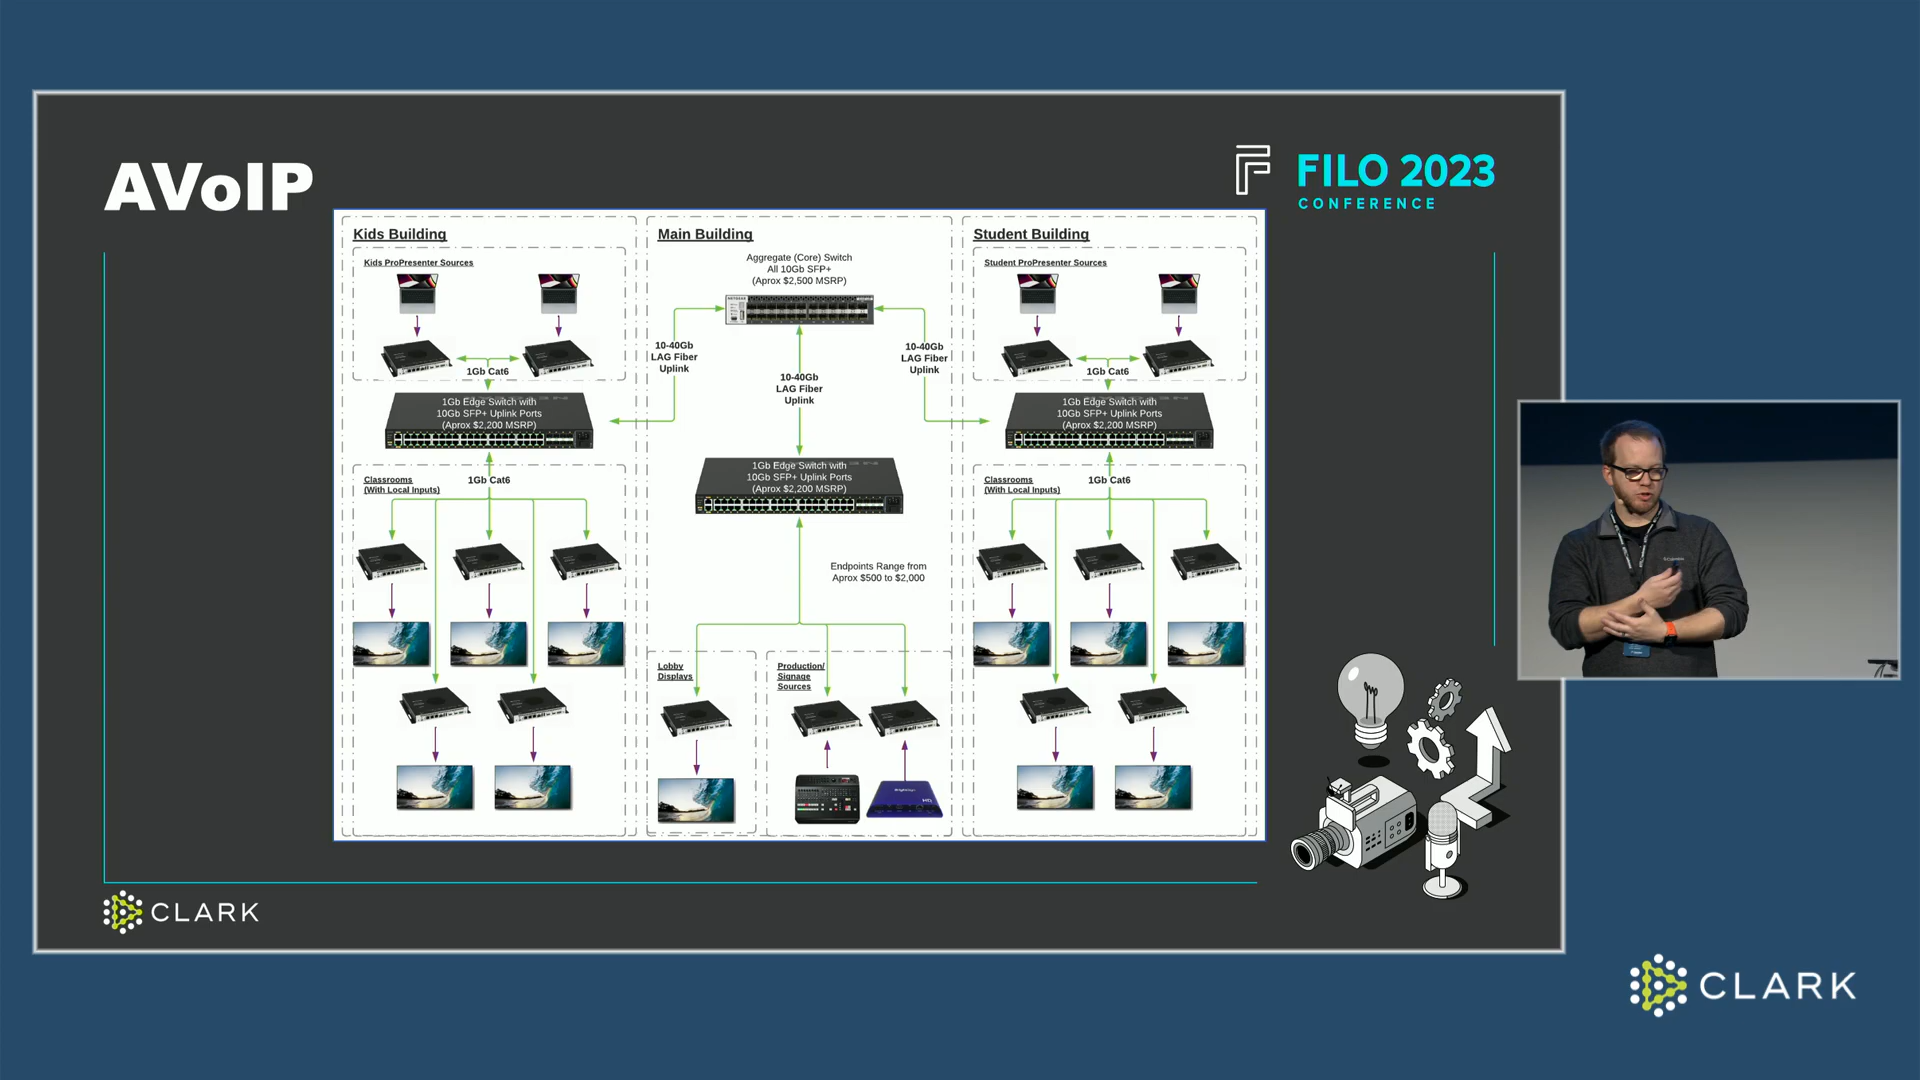 AVoIP
FILO 2023
CONFERENCE
Kids Building
Kids ProPresenter Sources
1Gb Cat6
1Gb Edge Switch with
10Gb SFP+ Uplink Ports
(Aprox $2,200 MSRP)
Classrooms
(With Local Inputs)
1Gb Cat6
Main Building
Aggregate (Core) Switch
All 10Gb SFP+
(Aprox $2,500 MSRP)
NETGEAR
10-40Gb
LAG Fiber
Uplink
10-40Gb
LAG Fiber
Uplink
10-40Gb
LAG Fiber
Uplink
1Gb Edge Switch with
10Gb SFP+ Uplink Ports
(Aprox $2,200 MSRP)
Endpoints Range from
Aprox $500 to $2,000
Lobby
Displays
Production/
Signage
Sources
BrightSign
Student Building
Student ProPresenter Sources
1Gb Cat6
1Gb Edge Switch with
10Gb SFP+ Uplink Ports
(Aprox $2,200 MSRP)
Classrooms
(With Local Inputs)
1Gb Cat6
CLARK
CLARK